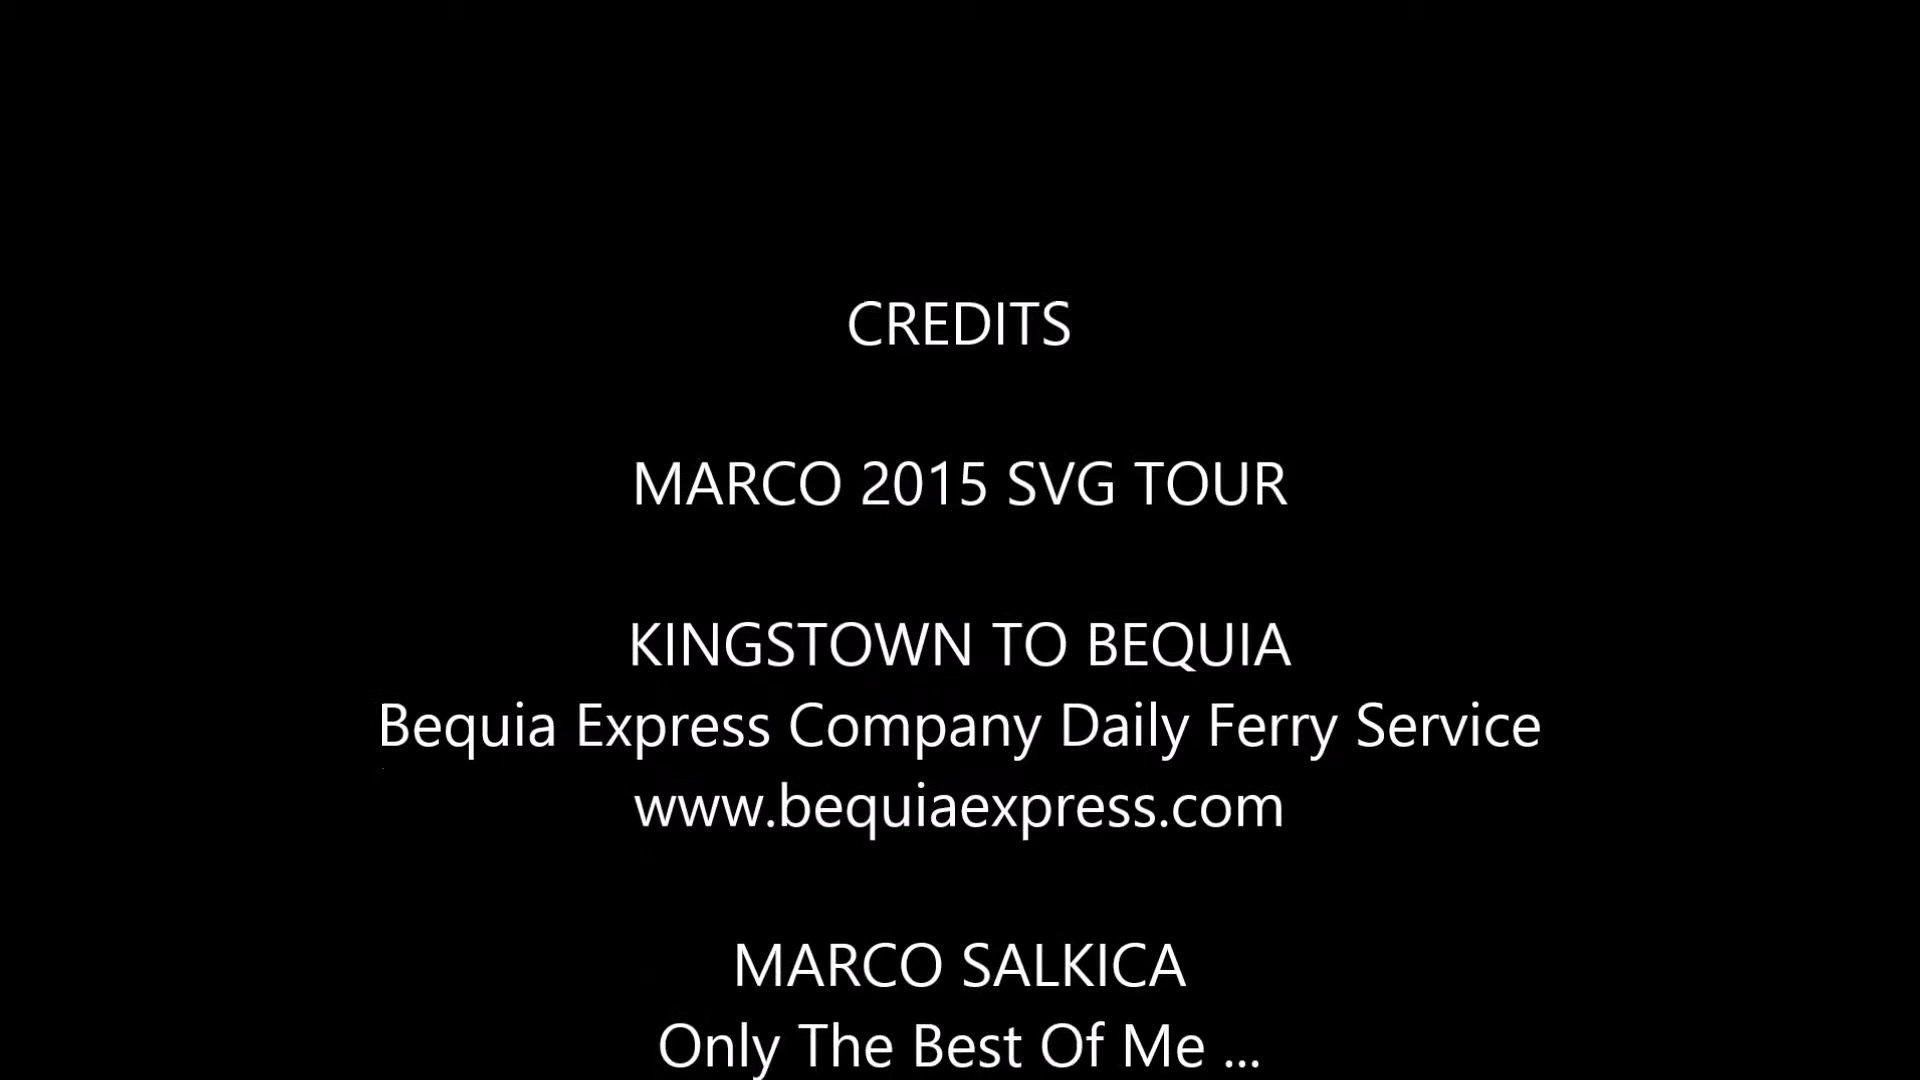 CREDITS
MARCO 2015 SVG TOUR
KINGSTOWN TO BEQUIA
Bequia Express Company Daily Ferry Service
www.bequiaexpress.com
MARCO SALKICA
Only The Best Of Me ...